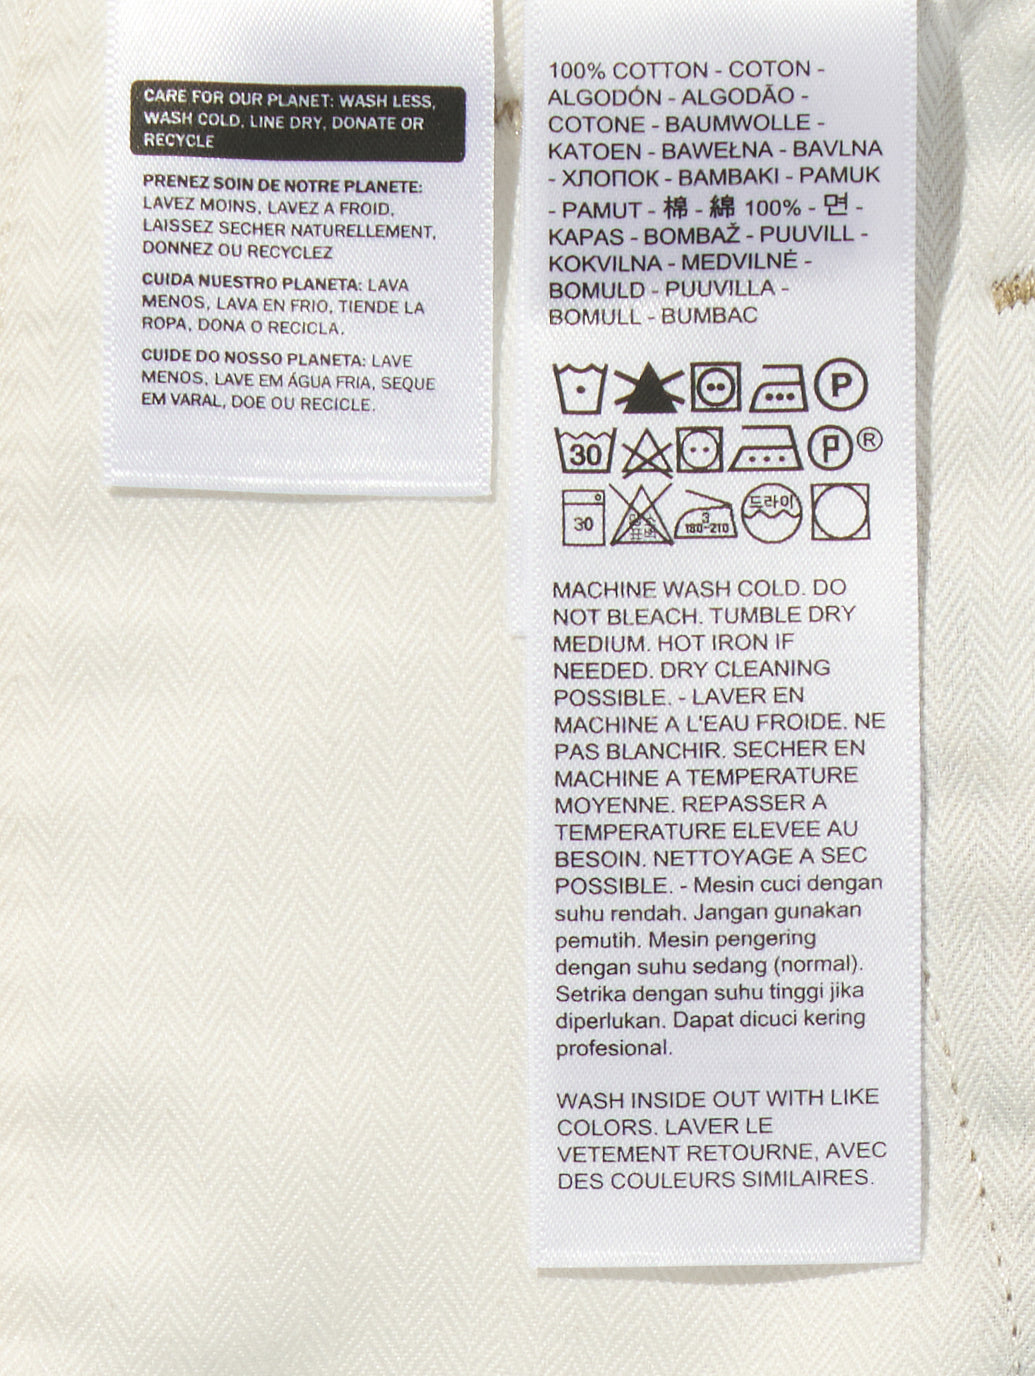 CARE FOR OUR PLANET: WASH LESS,
WASH COLD, LINE DRY, DONATE OR
RECYCLE
PRENEZ SOIN DE NOTRE PLANETE:
LAVEZ MOINS, LAVEZ A FROID,
LAISSEZ SECHER NATURELLEMENT,
DONNEZ OU RECYCLEZ
CUIDA NUESTRO PLANETA: LAVA
MENOS, LAVA EN FRIO, TIENDE LA
ROPA, DONA O RECICLA.
CUIDE DO NOSSO PLANETA: LAVE
MENOS, LAVE EM ÁGUA FRIA, SEQUE
EM VARAL, DOE OU RECICLE.
100% COTTON - COTON -
ALGODÓN - ALGODÃO -
COTONE - BAUMWOLLE -
KATOEN - BAWEŁNA - BAVLNA
- ХЛОПОК - BAMBAKI - PAMUK
- PAMUT - 棉 - 綿 100% - 면 -
KAPAS - BOMBAŽ - PUUVILL -
KOKVILNA - MEDVILNĖ -
BOMULD - PUUVILLA -
BOMULL - BUMBAC
P
30 P ®
30 3 180~210 드라이
MACHINE WASH COLD. DO
NOT BLEACH. TUMBLE DRY
MEDIUM. HOT IRON IF
NEEDED. DRY CLEANING
POSSIBLE. - LAVER EN
MACHINE A L'EAU FROIDE. NE
PAS BLANCHIR. SECHER EN
MACHINE A TEMPERATURE
MOYENNE. REPASSER A
TEMPERATURE ELEVEE AU
BESOIN. NETTOYAGE A SEC
POSSIBLE. - Mesin cuci dengan
suhu rendah. Jangan gunakan
pemutih. Mesin pengering
dengan suhu sedang (normal).
Setrika dengan suhu tinggi jika
diperlukan. Dapat dicuci kering
profesional.
WASH INSIDE OUT WITH LIKE
COLORS. LAVER LE
VETEMENT RETOURNE, AVEC
DES COULEURS SIMILAIRES.